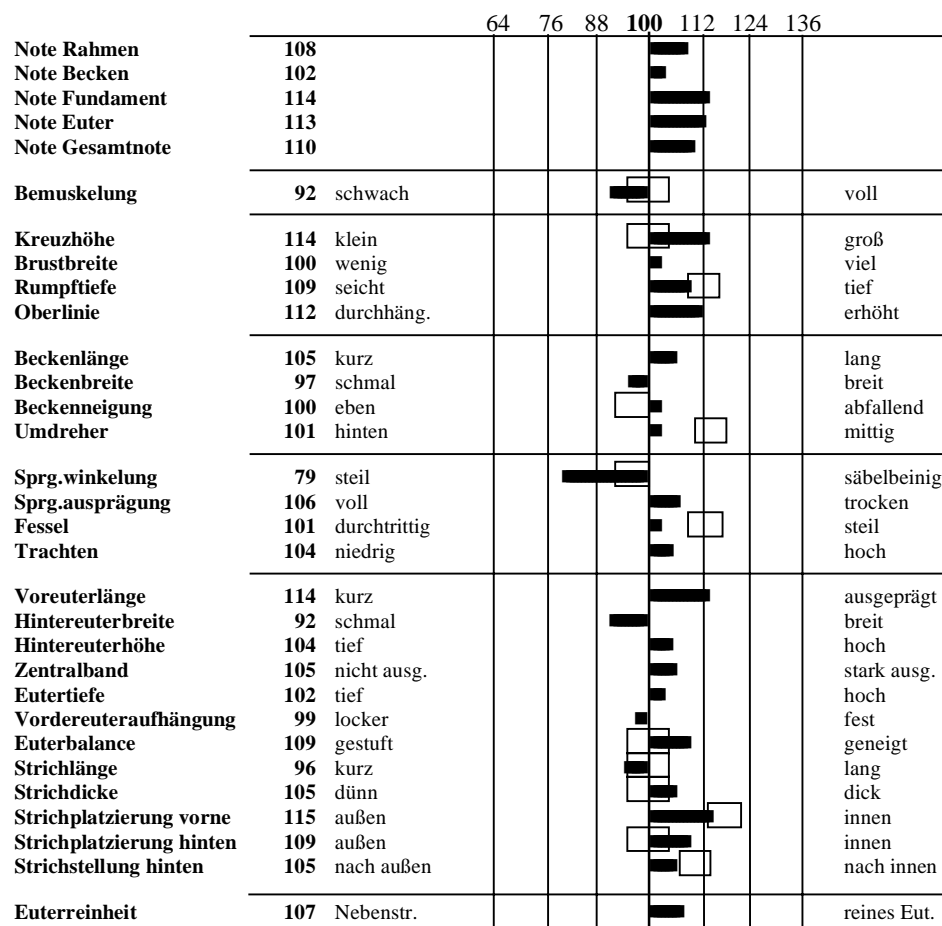 64 76 88 100 112 124 136
Note Rahmen 108
Note Becken 102
Note Fundament 114
Note Euter 113
Note Gesamtnote 110
Bemuskelung 92 schwach voll
Kreuzhöhe 114 klein groß
Brustbreite 100 wenig viel
Rumpftiefe 109 seicht tief
Oberlinie 112 durchhäng. erhöht
Beckenlänge 105 kurz lang
Beckenbreite 97 schmal breit
Beckenneigung 100 eben abfallend
Umdreher 101 hinten mittig
Sprg.winkelung 79 steil säbelbeinig
Sprg.ausprägung 106 voll trocken
Fessel 101 durchtrittig steil
Trachten 104 niedrig hoch
Voreuterlänge 114 kurz ausgeprägt
Hintereuterbreite 92 schmal breit
Hintereuterhöhe 104 tief hoch
Zentralband 105 nicht ausg. stark ausg.
Eutertiefe 102 tief hoch
Vordereuteraufhängung 99 locker fest
Euterbalance 109 gestuft geneigt
Strichlänge 96 kurz lang
Strichdicke 105 dünn dick
Strichplatzierung vorne 115 außen innen
Strichplatzierung hinten 109 außen innen
Strichstellung hinten 105 nach außen nach innen
Euterreinheit 107 Nebenstr. reines Eut.